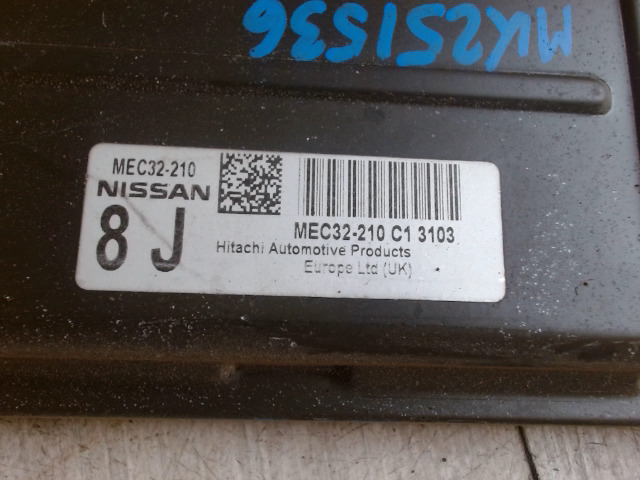 MK251536
MEC32-210
NISSAN
8 J
MEC32-210 C1 3103
Hitachi Automotive Products
Europe Ltd (UK)